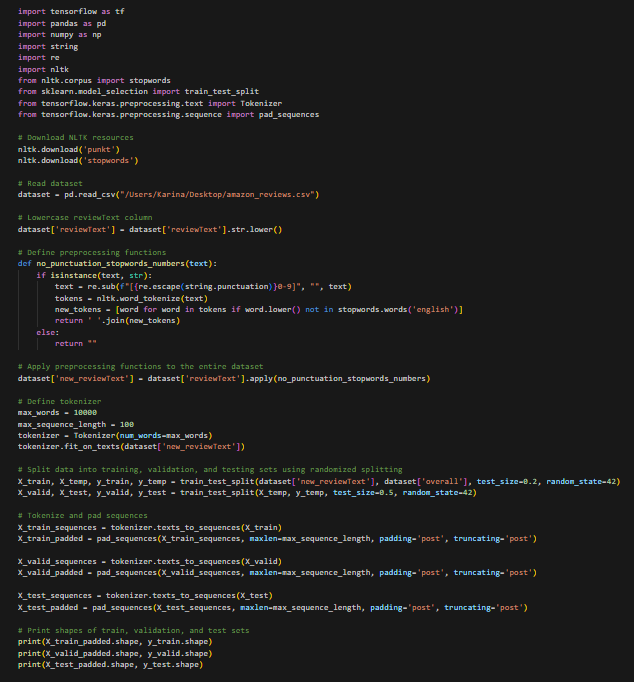 import tensorflow as tf
import pandas as pd
import numpy as np
import string
import re
import nltk
from nltk.corpus import stopwords
from sklearn.model_selection import train_test_split
from tensorflow.keras.preprocessing.text import Tokenizer
from tensorflow.keras.preprocessing.sequence import pad_sequences

# Download NLTK resources
nltk.download('punkt')
nltk.download('stopwords')

# Read dataset
dataset = pd.read_csv("/Users/Karina/Desktop/amazon_reviews.csv")

# Lowercase reviewText column
dataset['reviewText'] = dataset['reviewText'].str.lower()

# Define preprocessing functions
def no_punctuation_stopwords_numbers(text):
    if isinstance(text, str):
        text = re.sub(f"[{re.escape(string.punctuation)}0-9]", "", text)
        tokens = nltk.word_tokenize(text)
        new_tokens = [word for word in tokens if word.lower() not in stopwords.words('english')]
        return ' '.join(new_tokens)
    else:
        return ""

# Apply preprocessing functions to the entire dataset
dataset['new_reviewText'] = dataset['reviewText'].apply(no_punctuation_stopwords_numbers)

# Define tokenizer
max_words = 10000
max_sequence_length = 100
tokenizer = Tokenizer(num_words=max_words)
tokenizer.fit_on_texts(dataset['new_reviewText'])

# Split data into training, validation, and testing sets using randomized splitting
X_train, X_temp, y_train, y_temp = train_test_split(dataset['new_reviewText'], dataset['overall'], test_size=0.2, random_state=42)
X_valid, X_test, y_valid, y_test = train_test_split(X_temp, y_temp, test_size=0.5, random_state=42)

# Tokenize and pad sequences
X_train_sequences = tokenizer.texts_to_sequences(X_train)
X_train_padded = pad_sequences(X_train_sequences, maxlen=max_sequence_length, padding='post', truncating='post')

X_valid_sequences = tokenizer.texts_to_sequences(X_valid)
X_valid_padded = pad_sequences(X_valid_sequences, maxlen=max_sequence_length, padding='post', truncating='post')

X_test_sequences = tokenizer.texts_to_sequences(X_test)
X_test_padded = pad_sequences(X_test_sequences, maxlen=max_sequence_length, padding='post', truncating='post')

# Print shapes of train, validation, and test sets
print(X_train_padded.shape, y_train.shape)
print(X_valid_padded.shape, y_valid.shape)
print(X_test_padded.shape, y_test.shape)